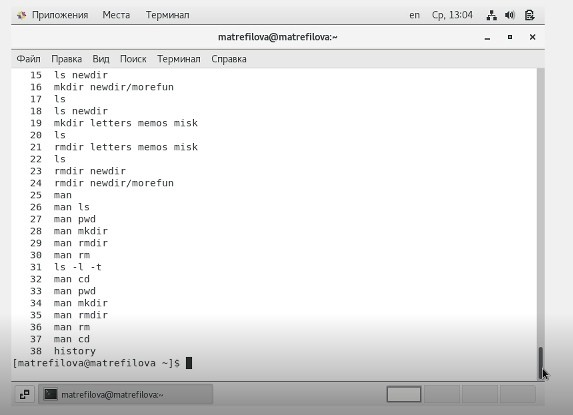 Приложения Места Терминал en Ср, 13:04
matrefilova@matrefilova:~
Файл Правка Вид Поиск Терминал Справка
15 ls newdir
16 mkdir newdir/morefun
17 ls
18 ls newdir
19 mkdir letters memos misk
20 ls
21 rmdir letters memos misk
22 ls
23 rmdir newdir
24 rmdir newdir/morefun
25 man
26 man ls
27 man pwd
28 man mkdir
29 man rmdir
30 man rm
31 ls -l -t
32 man cd
33 man pwd
34 man mkdir
35 man rmdir
36 man rm
37 man cd
38 history
[matrefilova@matrefilova ~]$
matrefilova@matrefilova:~